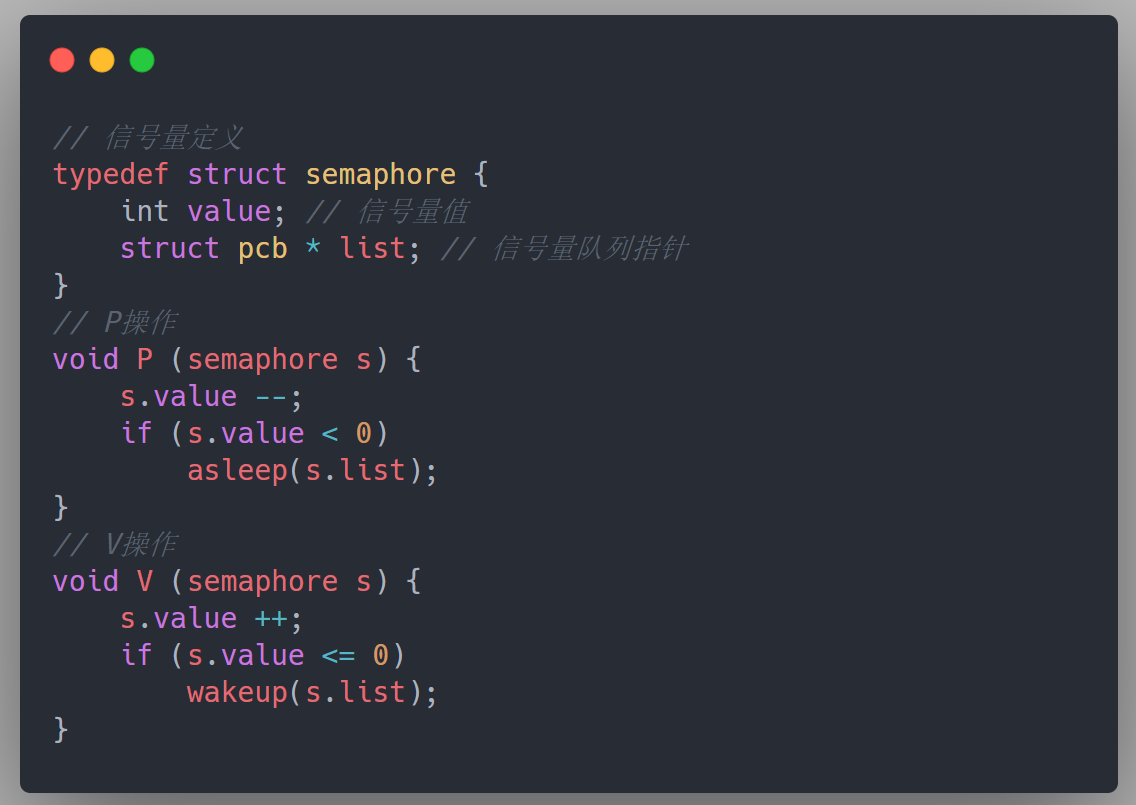 // 信号量定义
typedef struct semaphore {
    int value; // 信号量值
    struct pcb * list; // 信号量队列指针
}
// P操作
void P (semaphore s) {
    s.value --;
    if (s.value < 0)
        asleep(s.list);
}
// V操作
void V (semaphore s) {
    s.value ++;
    if (s.value <= 0)
        wakeup(s.list);
}